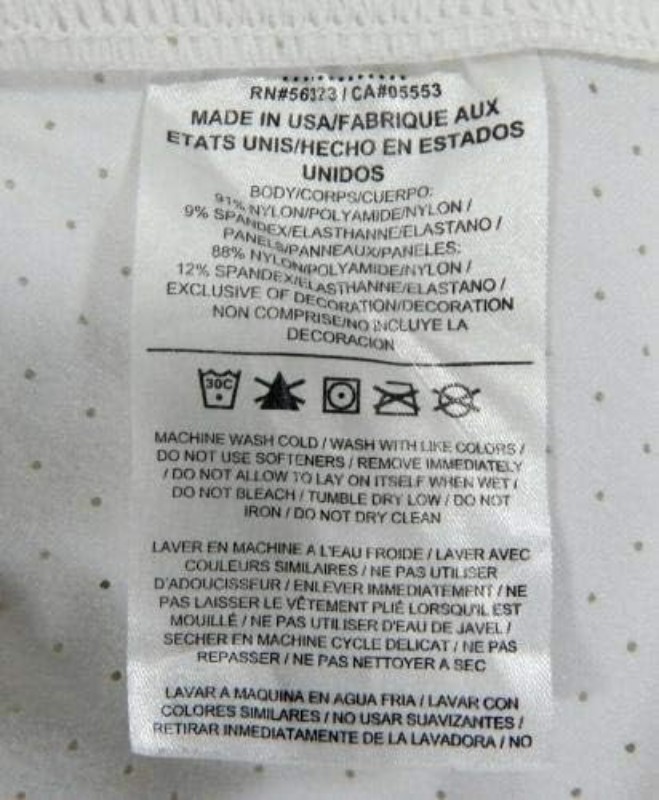 RN#56323 / CA#05553
MADE IN USA/FABRIQUE AUX
ETATS UNIS/HECHO EN ESTADOS
UNIDOS
BODY/CORPS/CUERPO:
91% NYLON/POLYAMIDE/NYLON /
9% SPANDEX/ELASTHANNE/ELASTANO /
PANELS/PANNEAUX/PANELES:
88% NYLON/POLYAMIDE/NYLON /
12% SPANDEX/ELASTHANNE/ELASTANO /
EXCLUSIVE OF DECORATION/DECORATION
NON COMPRISE/NO INCLUYE LA
DECORACION
30C
MACHINE WASH COLD / WASH WITH LIKE COLORS /
DO NOT USE SOFTENERS / REMOVE IMMEDIATELY
/ DO NOT ALLOW TO LAY ON ITSELF WHEN WET /
DO NOT BLEACH / TUMBLE DRY LOW / DO NOT
IRON / DO NOT DRY CLEAN
LAVER EN MACHINE A L'EAU FROIDE / LAVER AVEC
COULEURS SIMILAIRES / NE PAS UTILISER
D'ADOUCISSEUR / ENLEVER IMMEDIATEMENT / NE
PAS LAISSER LE VÊTEMENT PLIÉ LORSQU'IL EST
MOUILLÉ / NE PAS UTILISER D'EAU DE JAVEL /
SECHER EN MACHINE CYCLE DELICAT / NE PAS
REPASSER / NE PAS NETTOYER A SEC
LAVAR A MAQUINA EN AGUA FRIA / LAVAR CON
COLORES SIMILARES / NO USAR SUAVIZANTES /
RETIRAR INMEDIATAMENTE DE LA LAVADORA / NO